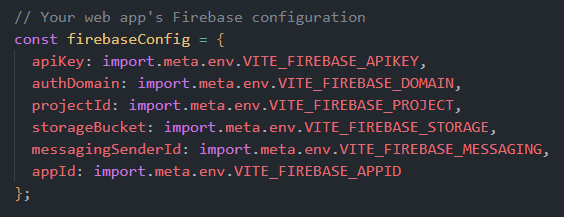 // Your web app's Firebase configuration
const firebaseConfig = {
  apiKey: import.meta.env.VITE_FIREBASE_APIKEY,
  authDomain: import.meta.env.VITE_FIREBASE_DOMAIN,
  projectId: import.meta.env.VITE_FIREBASE_PROJECT,
  storageBucket: import.meta.env.VITE_FIREBASE_STORAGE,
  messagingSenderId: import.meta.env.VITE_FIREBASE_MESSAGING,
  appId: import.meta.env.VITE_FIREBASE_APPID
};